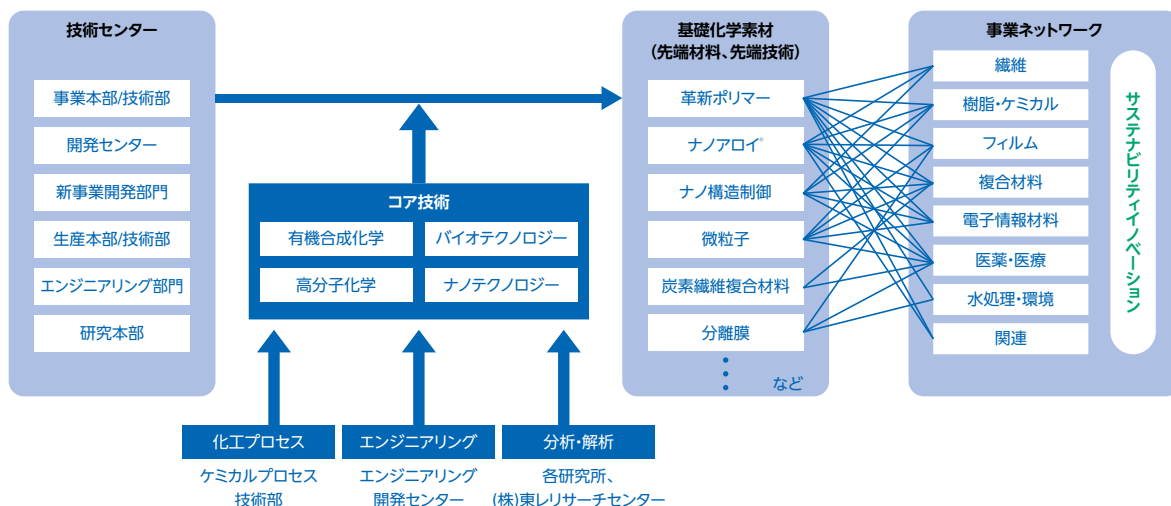 技術センター
事業本部/技術部
開発センター
新事業開発部門
生産本部/技術部
エンジニアリング部門
研究本部
コア技術
有機合成化学
バイオテクノロジー
高分子化学
ナノテクノロジー
化工プロセス
ケミカルプロセス
技術部
エンジニアリング
エンジニアリング
開発センター
分析・解析
各研究所、
(株)東レリサーチセンター
基礎化学素材
(先端材料、先端技術)
革新ポリマー
ナノアロイ®
ナノ構造制御
微粒子
炭素繊維複合材料
分離膜
など
事業ネットワーク
繊維
樹脂・ケミカル
フィルム
複合材料
電子情報材料
医薬・医療
水処理・環境
関連
サステナビリティイノベーション